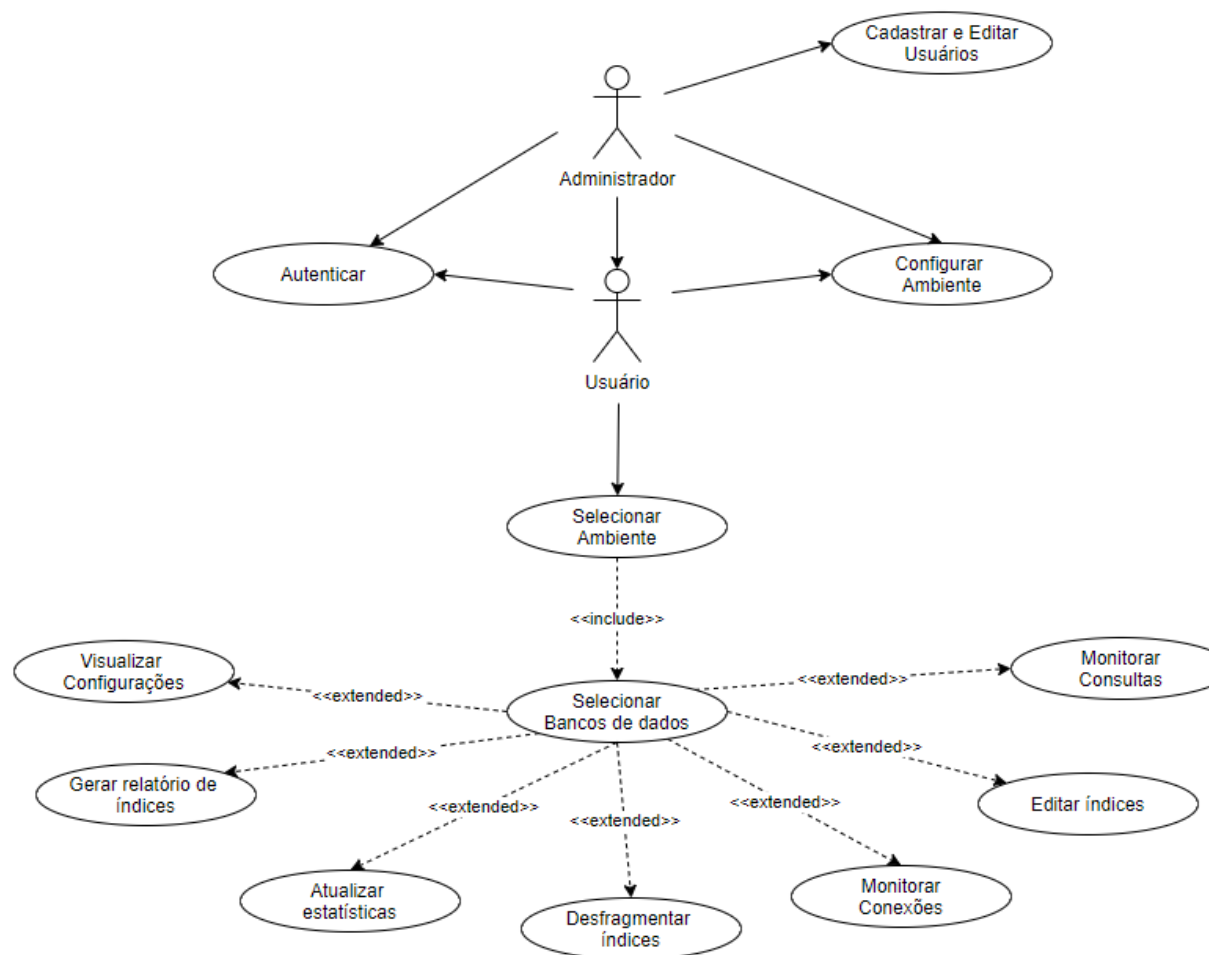 Cadastrar e Editar
Usuários
Administrador
Autenticar
Configurar
Ambiente
Usuário
Selecionar
Ambiente
<<include>>
Visualizar
Configurações
<<extended>>
Selecionar
Bancos de dados
<<extended>>
Monitorar
Consultas
Gerar relatório de
índices
<<extended>>
<<extended>>
Editar índices
<<extended>>
<<extended>>
<<extended>>
Atualizar
estatísticas
Desfragmentar
índices
Monitorar
Conexões